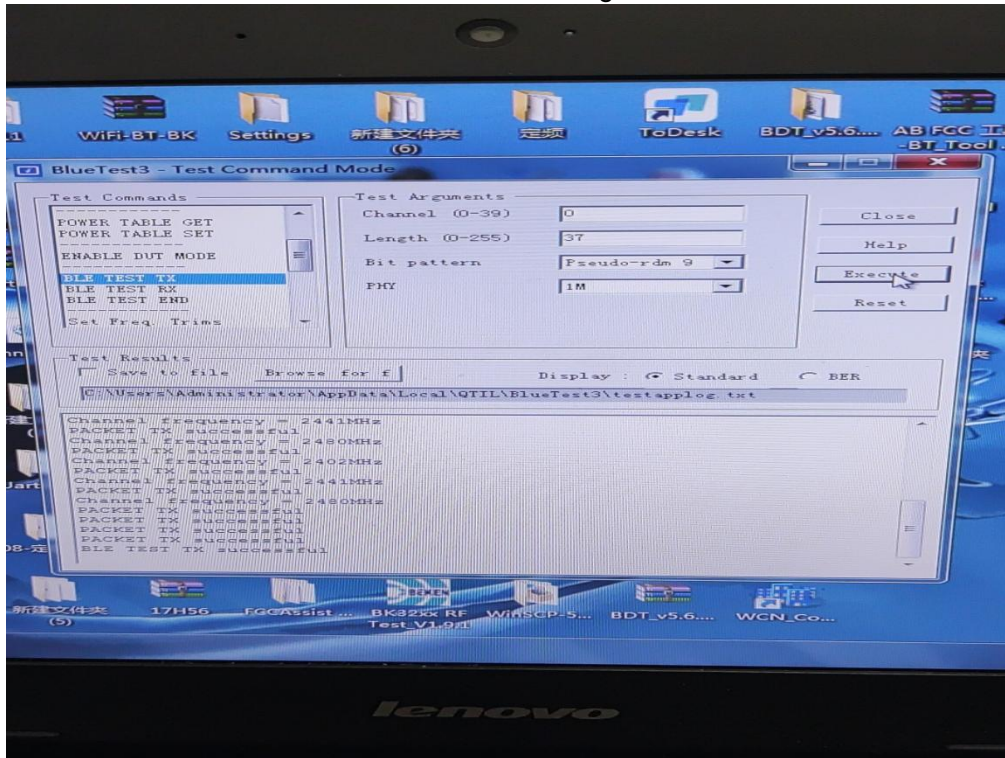 WiFi-BT-BK
Settings
新建文件夹
(6)
定频
ToDesk
BDT_v5.6....
AB FCC 工
-BT_Tool.
BlueTest3 - Test Command Mode
Test Commands
POWER TABLE GET
POWER TABLE SET
ENABLE DUT MODE
BLE TEST TX
BLE TEST RX
BLE TEST END
Set Freq. Trims
Test Arguments
Channel (0-39)
0
Length (0-255)
37
Bit pattern
Pseudo-rdm 9
PHY
1M
Close
Help
Execute
Reset
Test Results
Save to file
Browse for f
Display :
Standard
BER
C:\Users\Administrator\AppData\Local\QTIL\BlueTest3\testapplog.txt
Channel frequency = 2441MHz
PACKET TX successful
Channel frequency = 2480MHz
PACKET TX successful
Channel frequency = 2402MHz
PACKET TX successful
Channel frequency = 2441MHz
PACKET TX successful
Channel frequency = 2480MHz
PACKET TX successful
PACKET TX successful
PACKET TX successful
PACKET TX successful
BLE TEST TX successful
新建文件夹
(5)
17H56
FCCAssist...
BEKEN
BK32xx RF
Test_V1.9.1
WinSCP-5...
BDT_v5.6....
WCN_Co...
lenovo